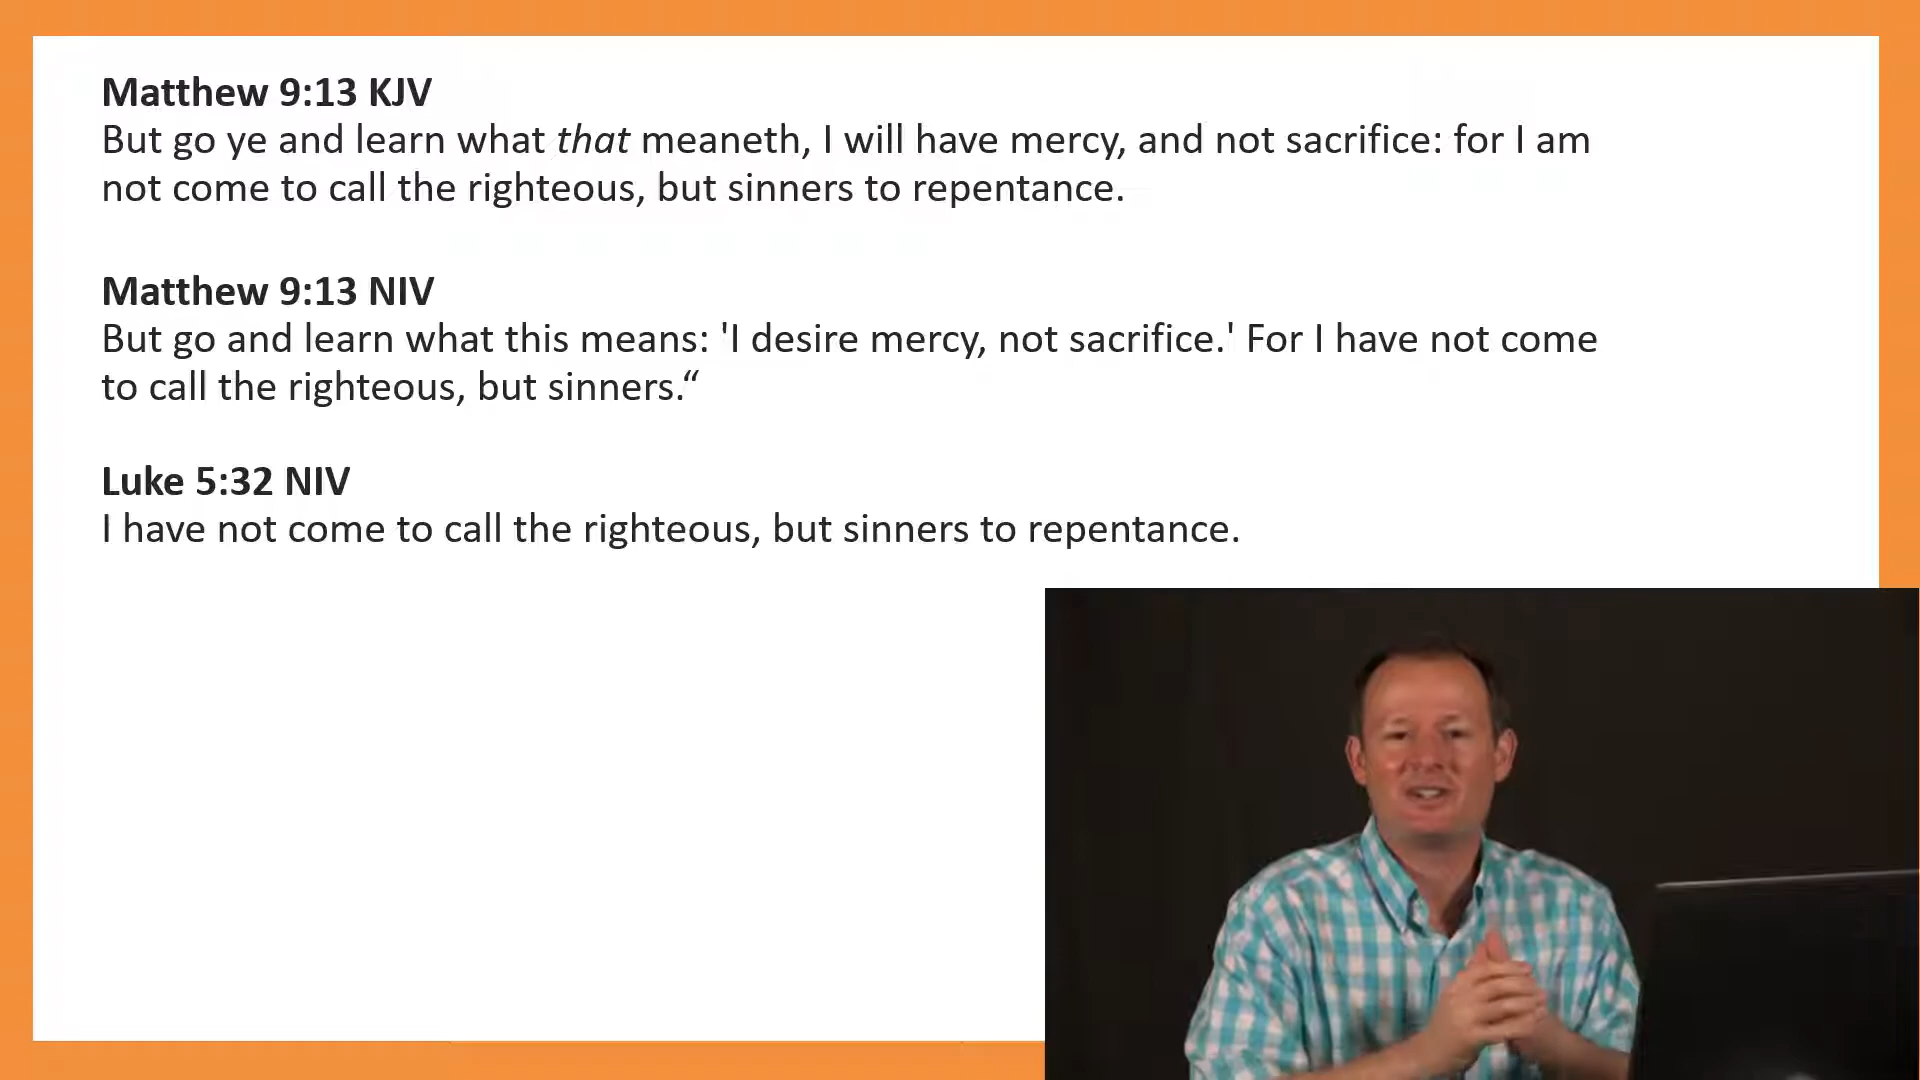 Matthew 9:13 KJV
But go ye and learn what that meaneth, I will have mercy, and not sacrifice: for I am
not come to call the righteous, but sinners to repentance.
Matthew 9:13 NIV
But go and learn what this means: 'I desire mercy, not sacrifice.' For I have not come
to call the righteous, but sinners.“
Luke 5:32 NIV
I have not come to call the righteous, but sinners to repentance.